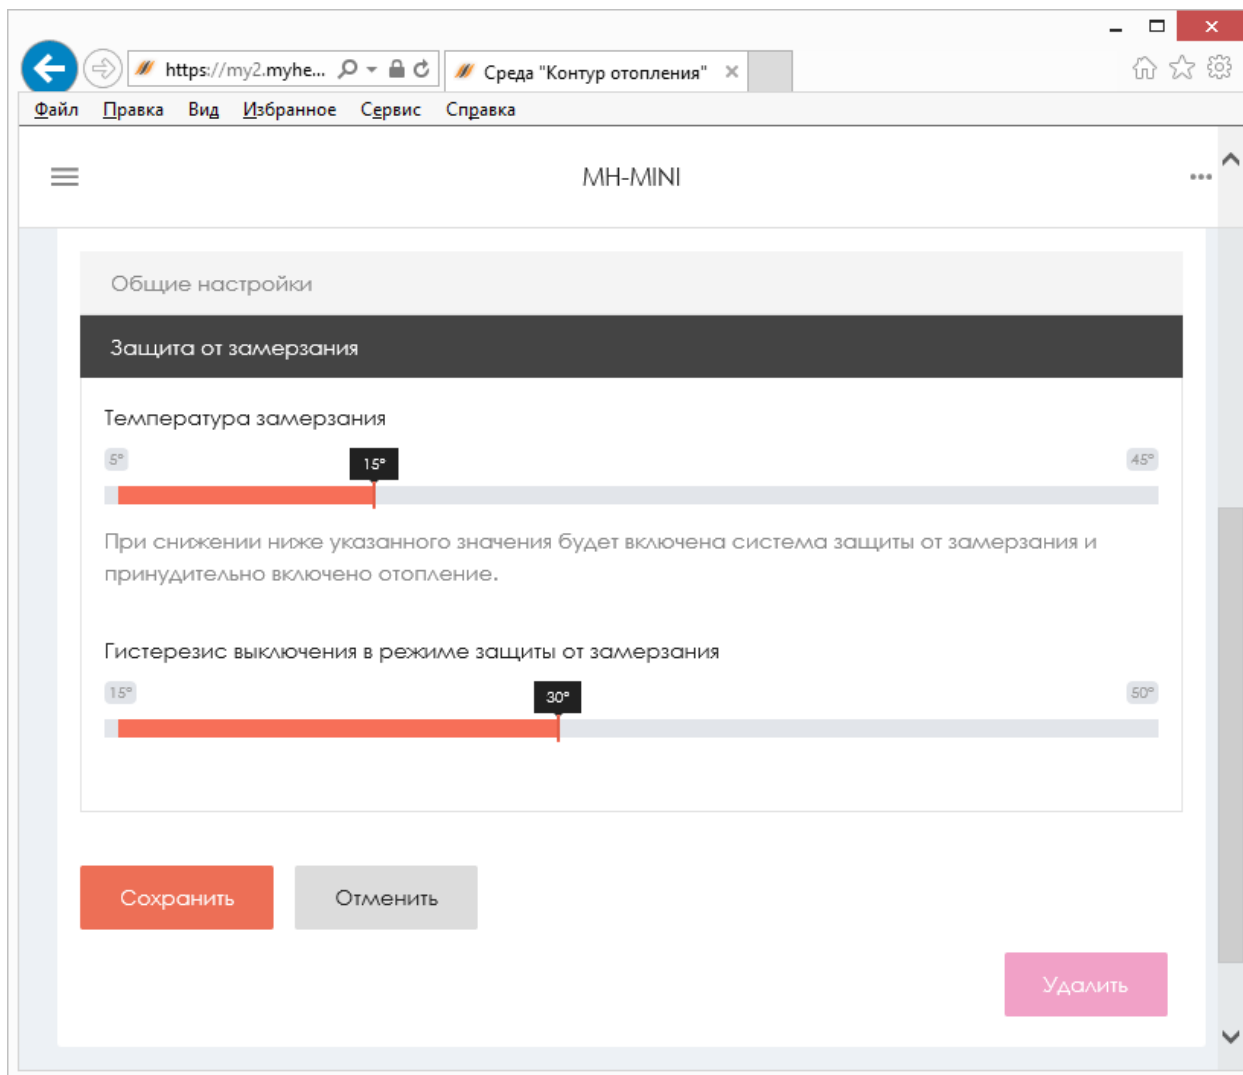 https://my2.myhe...
Среда "Контур отопления"
Файл Правка Вид Избранное Сервис Справка
MH-MINI
Общие настройки
Защита от замерзания
Температура замерзания
5° 15° 45°
При снижении ниже указанного значения будет включена система защиты от замерзания и
принудительно включено отопление.
Гистерезис выключения в режиме защиты от замерзания
15° 30° 50°
Сохранить Отменить
Удалить